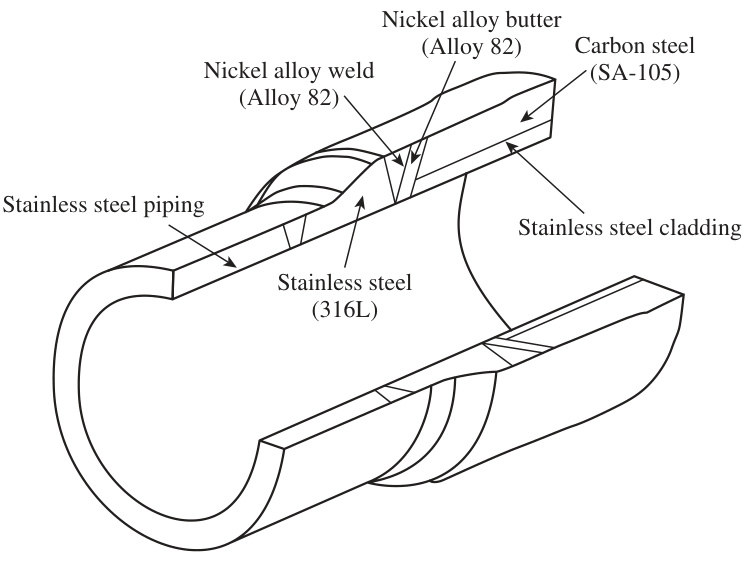 Nickel alloy butter
(Alloy 82)
Carbon steel
(SA-105)
Nickel alloy weld
(Alloy 82)
Stainless steel piping
Stainless steel cladding
Stainless steel
(316L)